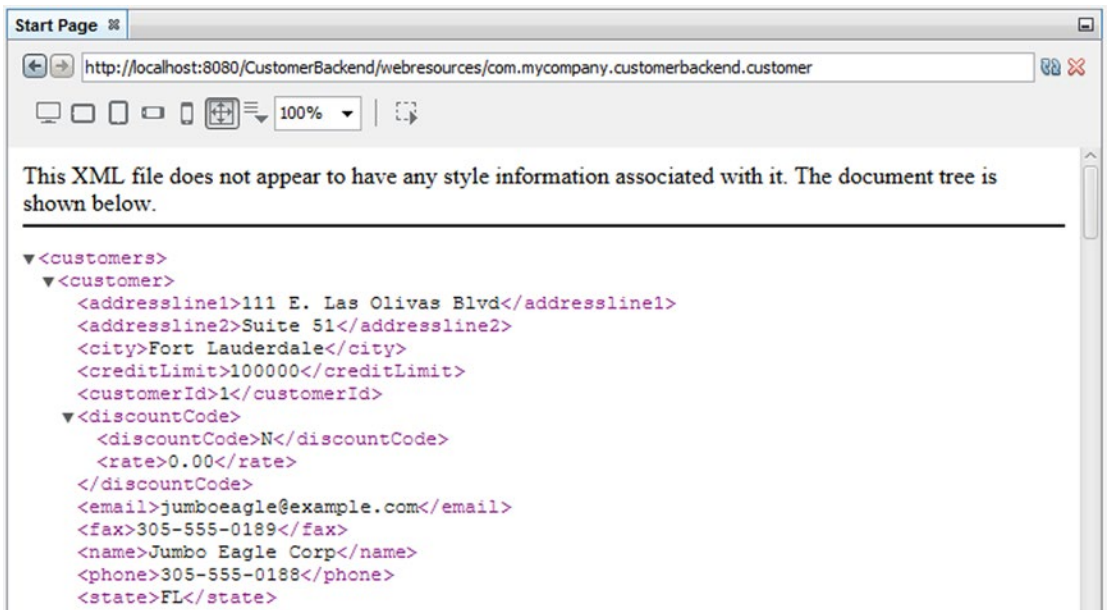 Start Page
http://localhost:8080/CustomerBackend/webresources/com.mycompany.customerbackend.customer
100%
This XML file does not appear to have any style information associated with it. The document tree is
shown below.
<customers>
<customer>
<addressline1>111 E. Las Olivas Blvd</addressline1>
<addressline2>Suite 51</addressline2>
<city>Fort Lauderdale</city>
<creditLimit>100000</creditLimit>
<customerId>1</customerId>
<discountCode>
<discountCode>N</discountCode>
<rate>0.00</rate>
</discountCode>
<email>jumboeagle@example.com</email>
<fax>305-555-0189</fax>
<name>Jumbo Eagle Corp</name>
<phone>305-555-0188</phone>
<state>FL</state>